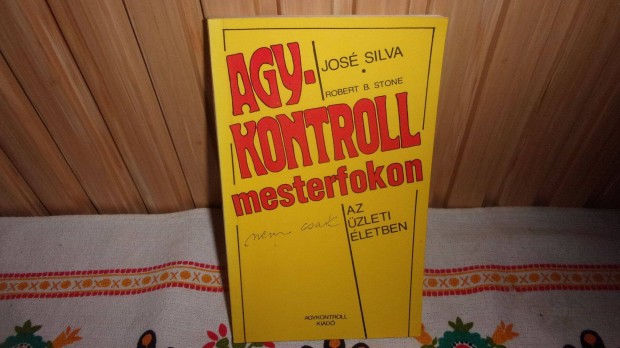 JOSÉ SILVA
ROBERT B. STONE
AGY-
KONTROLL
mesterfokon
nem csak
AZ
ÜZLETI
ÉLETBEN
AGYKONTROLL
KIADÓ